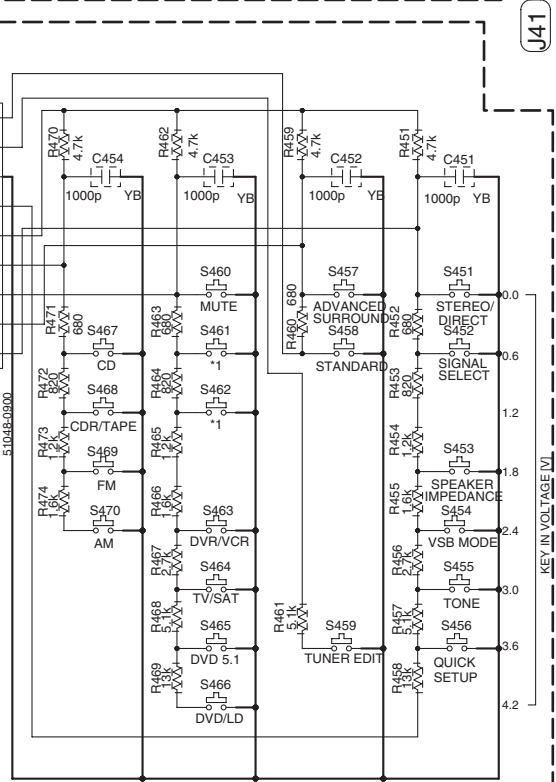 J41
R470
4.7k
R462
4.7k
R459
4.7k
R451
4.7k
C454
C453
C452
C451
1000p YB
1000p YB
1000p YB
1000p YB
S460
MUTE
S457
ADVANCED
SURROUND
S451
STEREO/
DIRECT
0.0
R471
680
R463
680
R460
680
R452
680
S467
CD
S461
*1
S458
STANDARD
S452
SIGNAL
SELECT
0.6
R472
820
R464
820
R453
820
S468
CDR/TAPE
S462
*1
1.2
R473
1.2k
R465
1.2k
R454
1.2k
S469
FM
S453
SPEAKER
IMPEDANCE
1.8
R474
1.6k
R466
1.6k
R455
1.6k
S470
AM
S463
DVR/VCR
S454
VSB MODE
2.4
R467
2.7k
R456
2.7k
S464
TV/SAT
S455
TONE
3.0
R468
5.1k
R461
5.1k
R457
5.1k
S465
DVD 5.1
S459
TUNER EDIT
S456
QUICK
SETUP
3.6
R469
13k
R458
13k
S466
DVD/LD
4.2
KEY IN VOLTAGE [V]
51048-0900